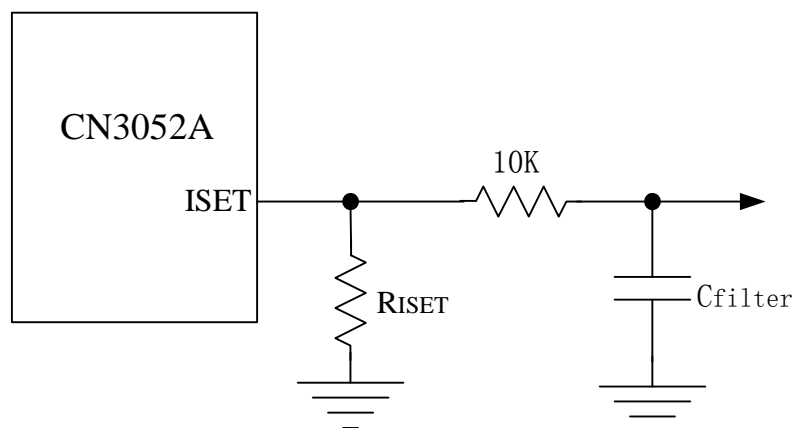 CN3052A
10K
ISET
RISET
Cfilter